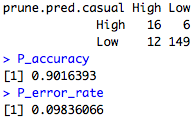 prune.pred.casual High Low
High 16 6
Low 12 149
> P_accuracy
[1] 0.9016393
> P_error_rate
[1] 0.09836066